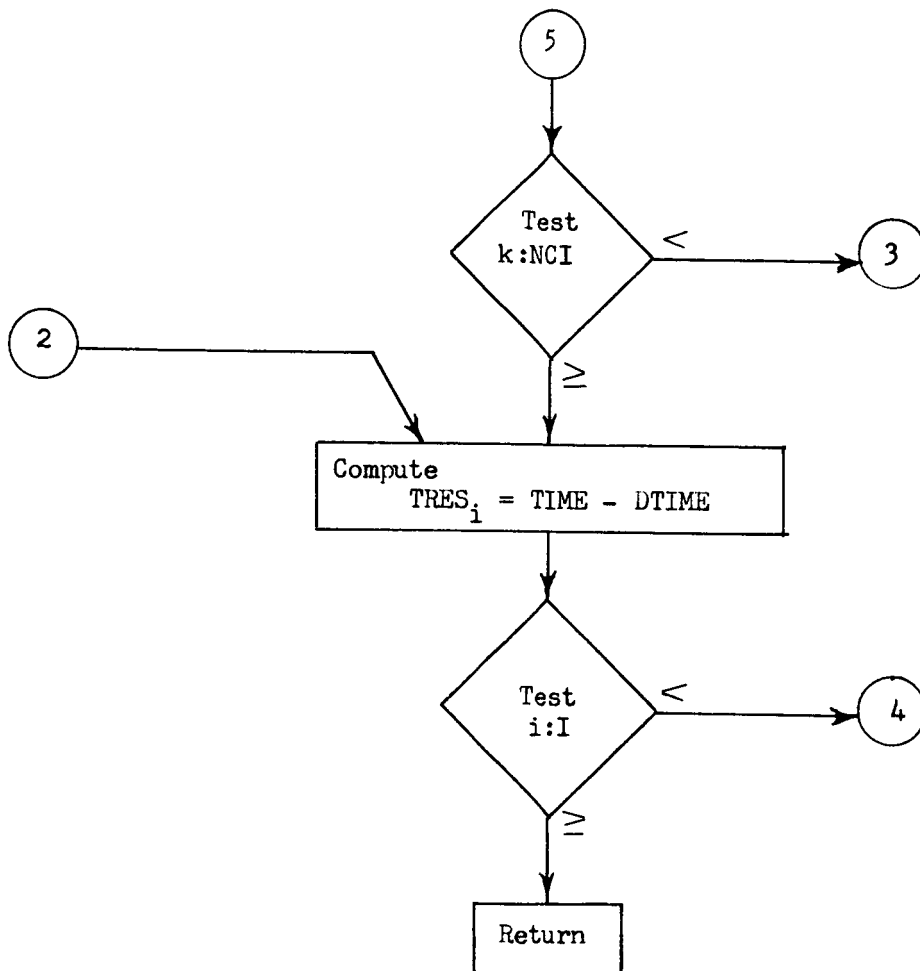 5
Test
k:NCI
<
3
2
≥
Compute
TRES_i = TIME - DTIME
Test
i:I
<
4
≥
Return